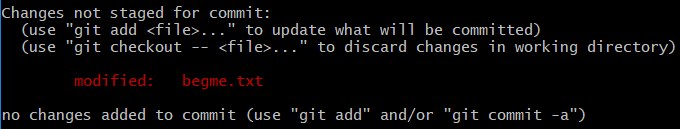 Changes not staged for commit:
  (use "git add <file>..." to update what will be committed)
  (use "git checkout -- <file>..." to discard changes in working directory)
        modified:   begme.txt
no changes added to commit (use "git add" and/or "git commit -a")